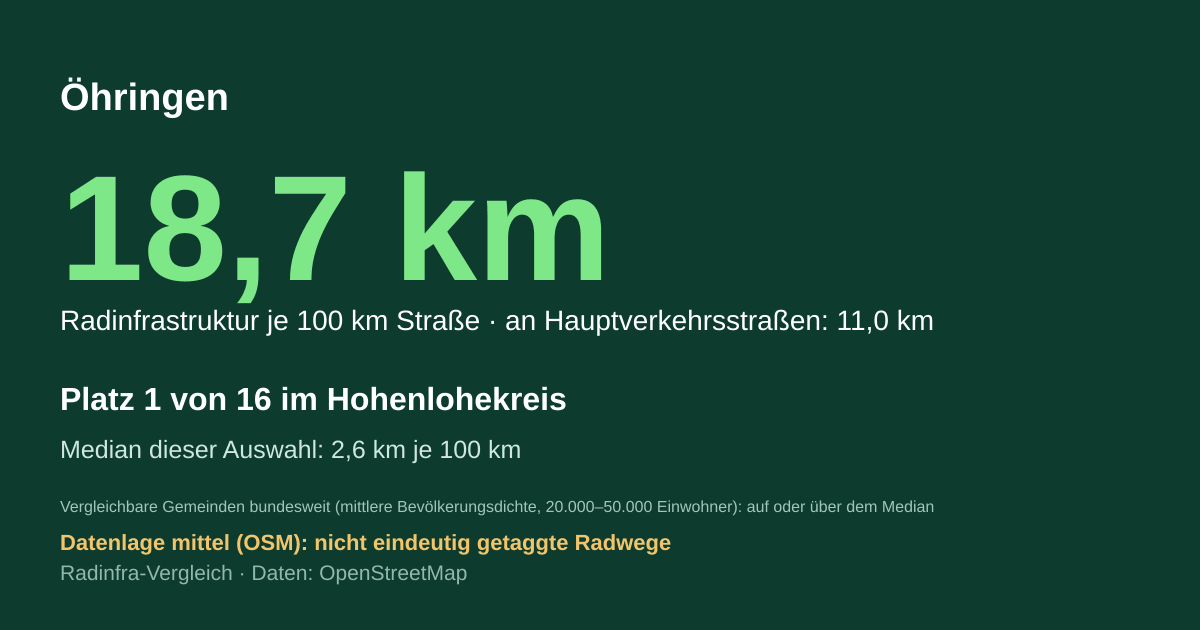 Öhringen
18,7 km
Radinfrastruktur je 100 km Straße · an Hauptverkehrsstraßen: 11,0 km
Platz 1 von 16 im Hohenlohekreis
Median dieser Auswahl: 2,6 km je 100 km
Vergleichbare Gemeinden bundesweit (mittlere Bevölkerungsdichte, 20.000–50.000 Einwohner): auf oder über dem Median
Datenlage mittel (OSM): nicht eindeutig getaggte Radwege
Radinfra-Vergleich · Daten: OpenStreetMap